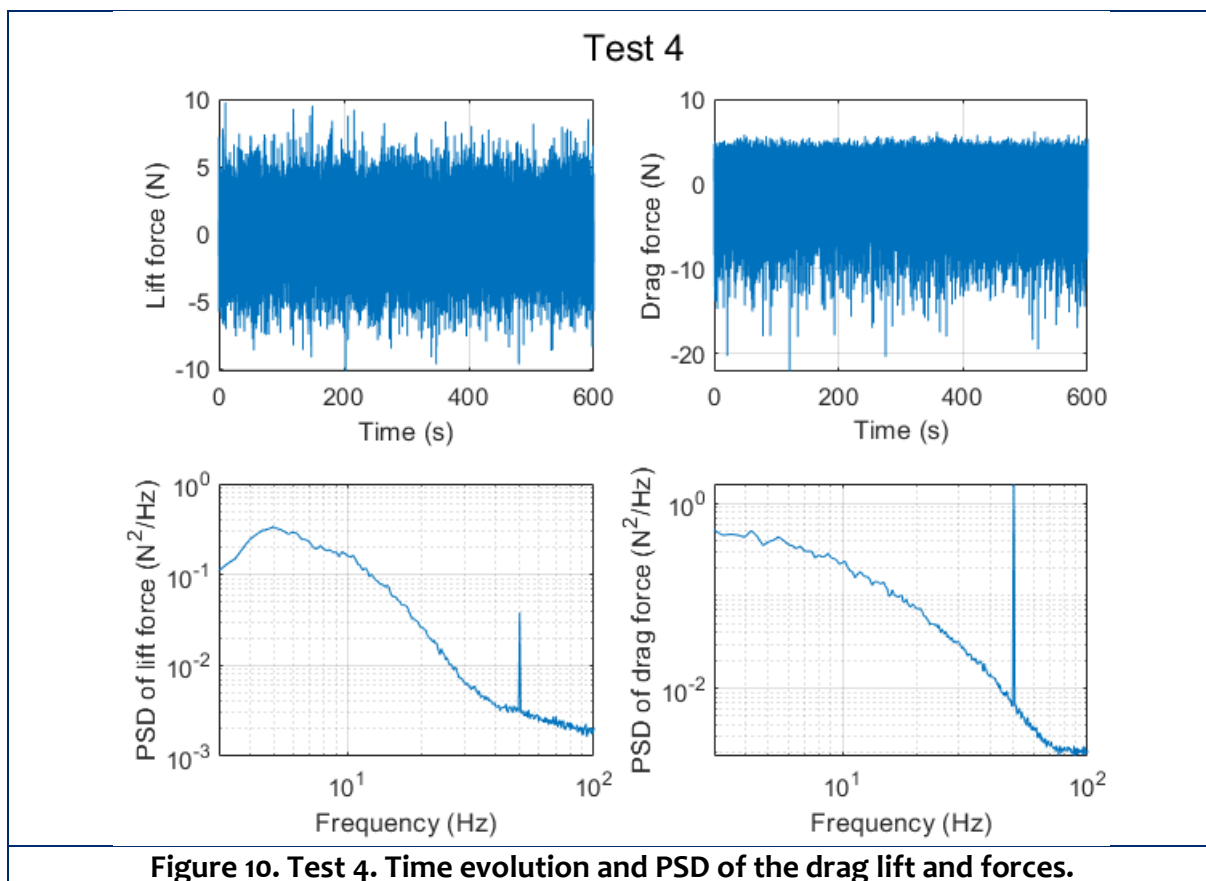 Test 4
10
5
0
-5
-10
Lift force (N)
0 200 400 600
Time (s)
10
0
-10
-20
Drag force (N)
0 200 400 600
Time (s)
10^0
10^-1
10^-2
10^-3
PSD of lift force (N^2/Hz)
10^1 10^2
Frequency (Hz)
10^0
10^-2
PSD of drag force (N^2/Hz)
10^1 10^2
Frequency (Hz)
Figure 10. Test 4. Time evolution and PSD of the drag lift and forces.